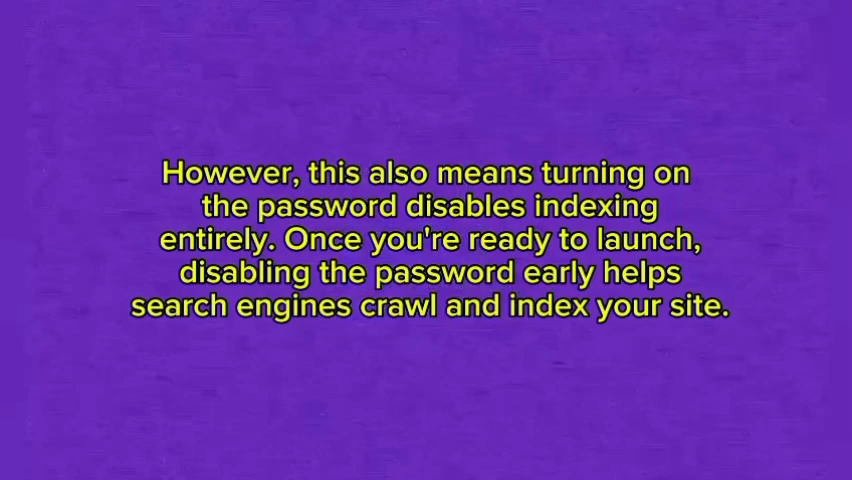 However, this also means turning on
the password disables indexing
entirely. Once you're ready to launch,
disabling the password early helps
search engines crawl and index your site.